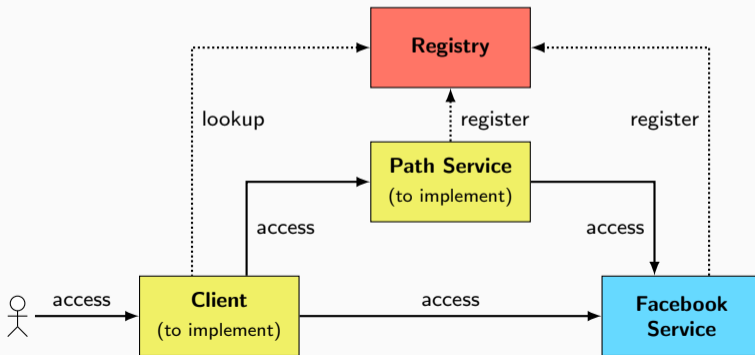 Registry
lookup
register
register
Path Service
(to implement)
access
access
access
Client
(to implement)
access
Facebook
Service